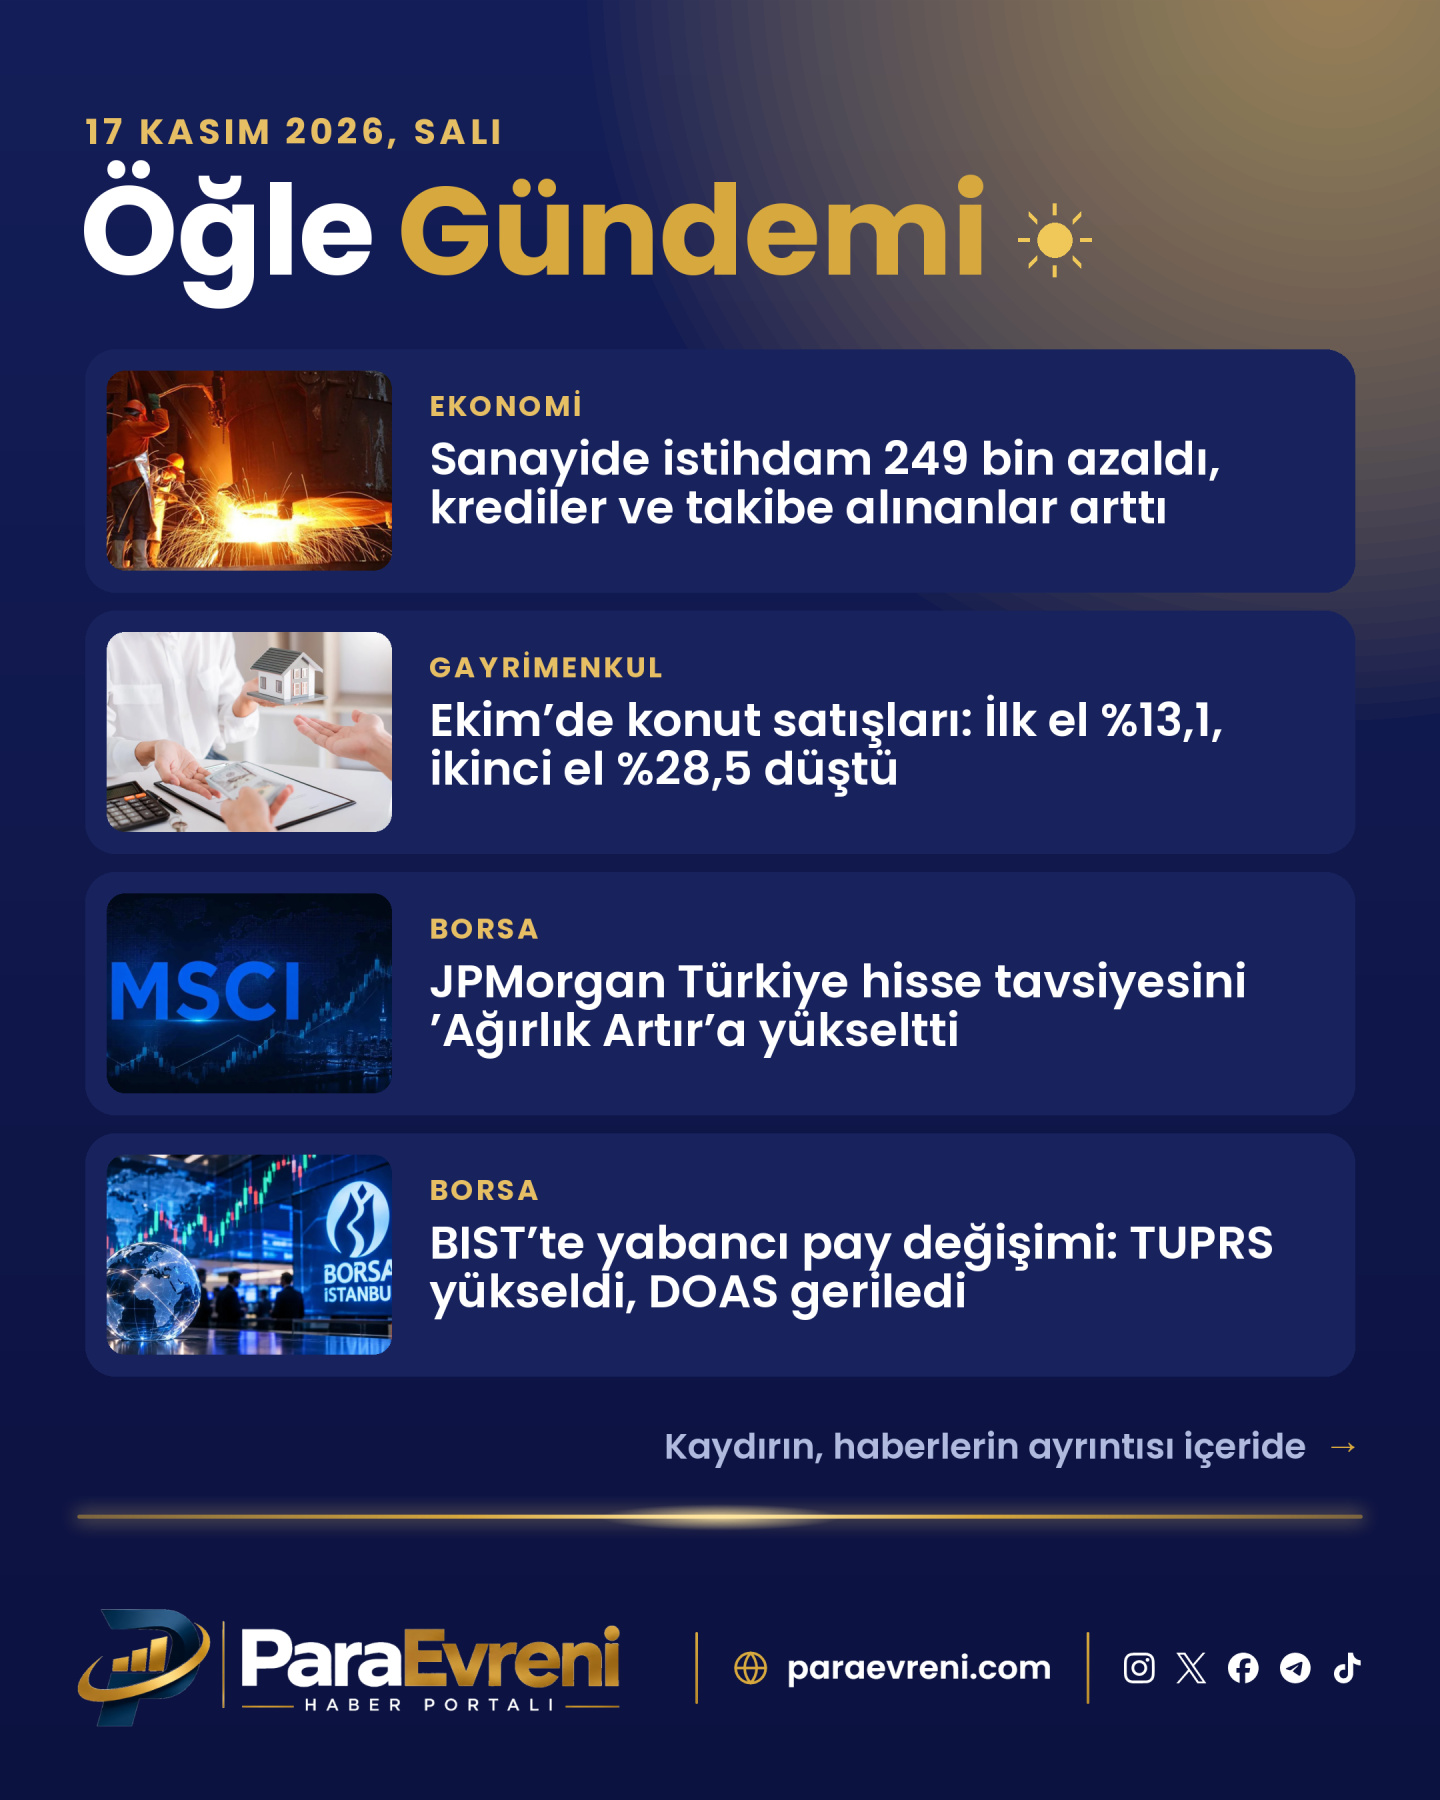 17 KASIM 2026, SALI
Öğle Gündemi
EKONOMİ
Sanayide istihdam 249 bin azaldı,
krediler ve takibe alınanlar arttı
GAYRİMENKUL
Ekim’de konut satışları: İlk el %13,1,
ikinci el %28,5 düştü
MSCI
BORSA
JPMorgan Türkiye hisse tavsiyesini
’Ağırlık Artır’a yükseltti
BORSA
İSTANBU
BORSA
BIST’te yabancı pay değişimi: TUPRS
yükseldi, DOAS geriledi
Kaydırın, haberlerin ayrıntısı içeride →
ParaEvreni
HABER PORTALI
paraevreni.com